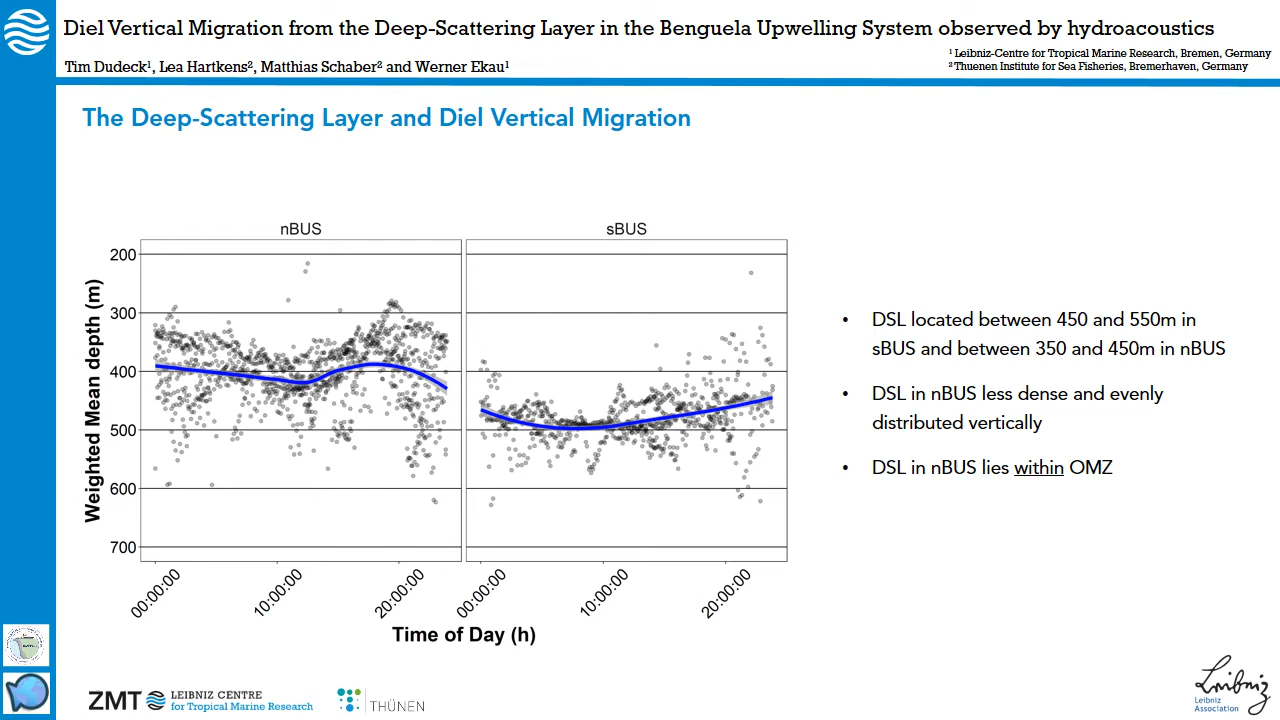 Diel Vertical Migration from the Deep-Scattering Layer in the Benguela Upwelling System observed by hydroacoustics
Tim Dudeck¹, Lea Hartkens², Matthias Schaber² and Werner Ekau¹
¹ Leibniz-Centre for Tropical Marine Research, Bremen, Germany
² Thuenen Institute for Sea Fisheries, Bremerhaven, Germany
The Deep-Scattering Layer and Diel Vertical Migration
nBUS
sBUS
Weighted Mean depth (m)
200
300
400
500
600
700
00:00:00
10:00:00
20:00:00
00:00:00
10:00:00
20:00:00
Time of Day (h)
• DSL located between 450 and 550m in
sBUS and between 350 and 450m in nBUS
• DSL in nBUS less dense and evenly
distributed vertically
• DSL in nBUS lies within OMZ
ZMT
LEIBNIZ CENTRE
for Tropical Marine Research
THÜNEN
Leibniz
Leibniz
Association